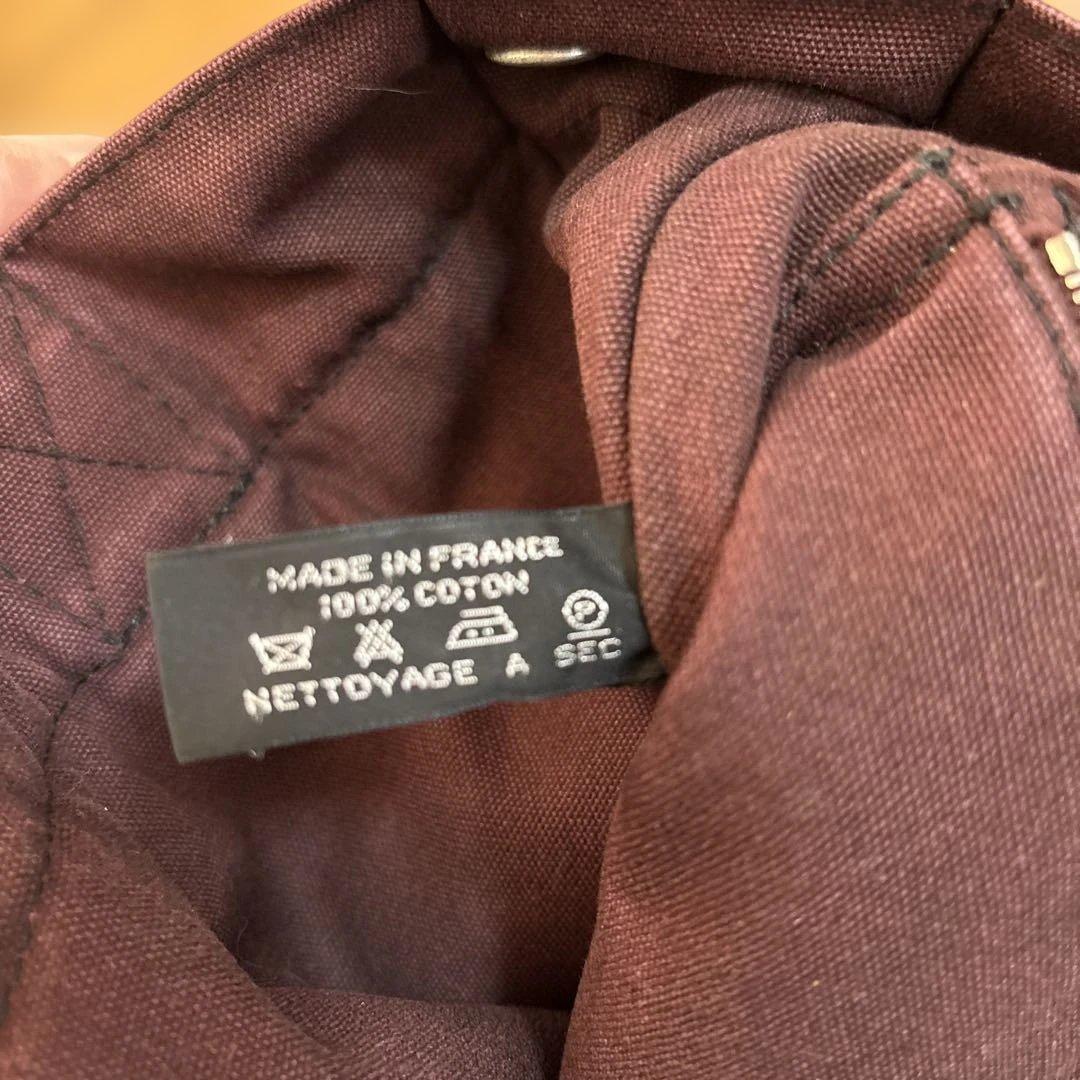 MADE IN FRANCE
100% COTON
P
NETTOYAGE A SEC